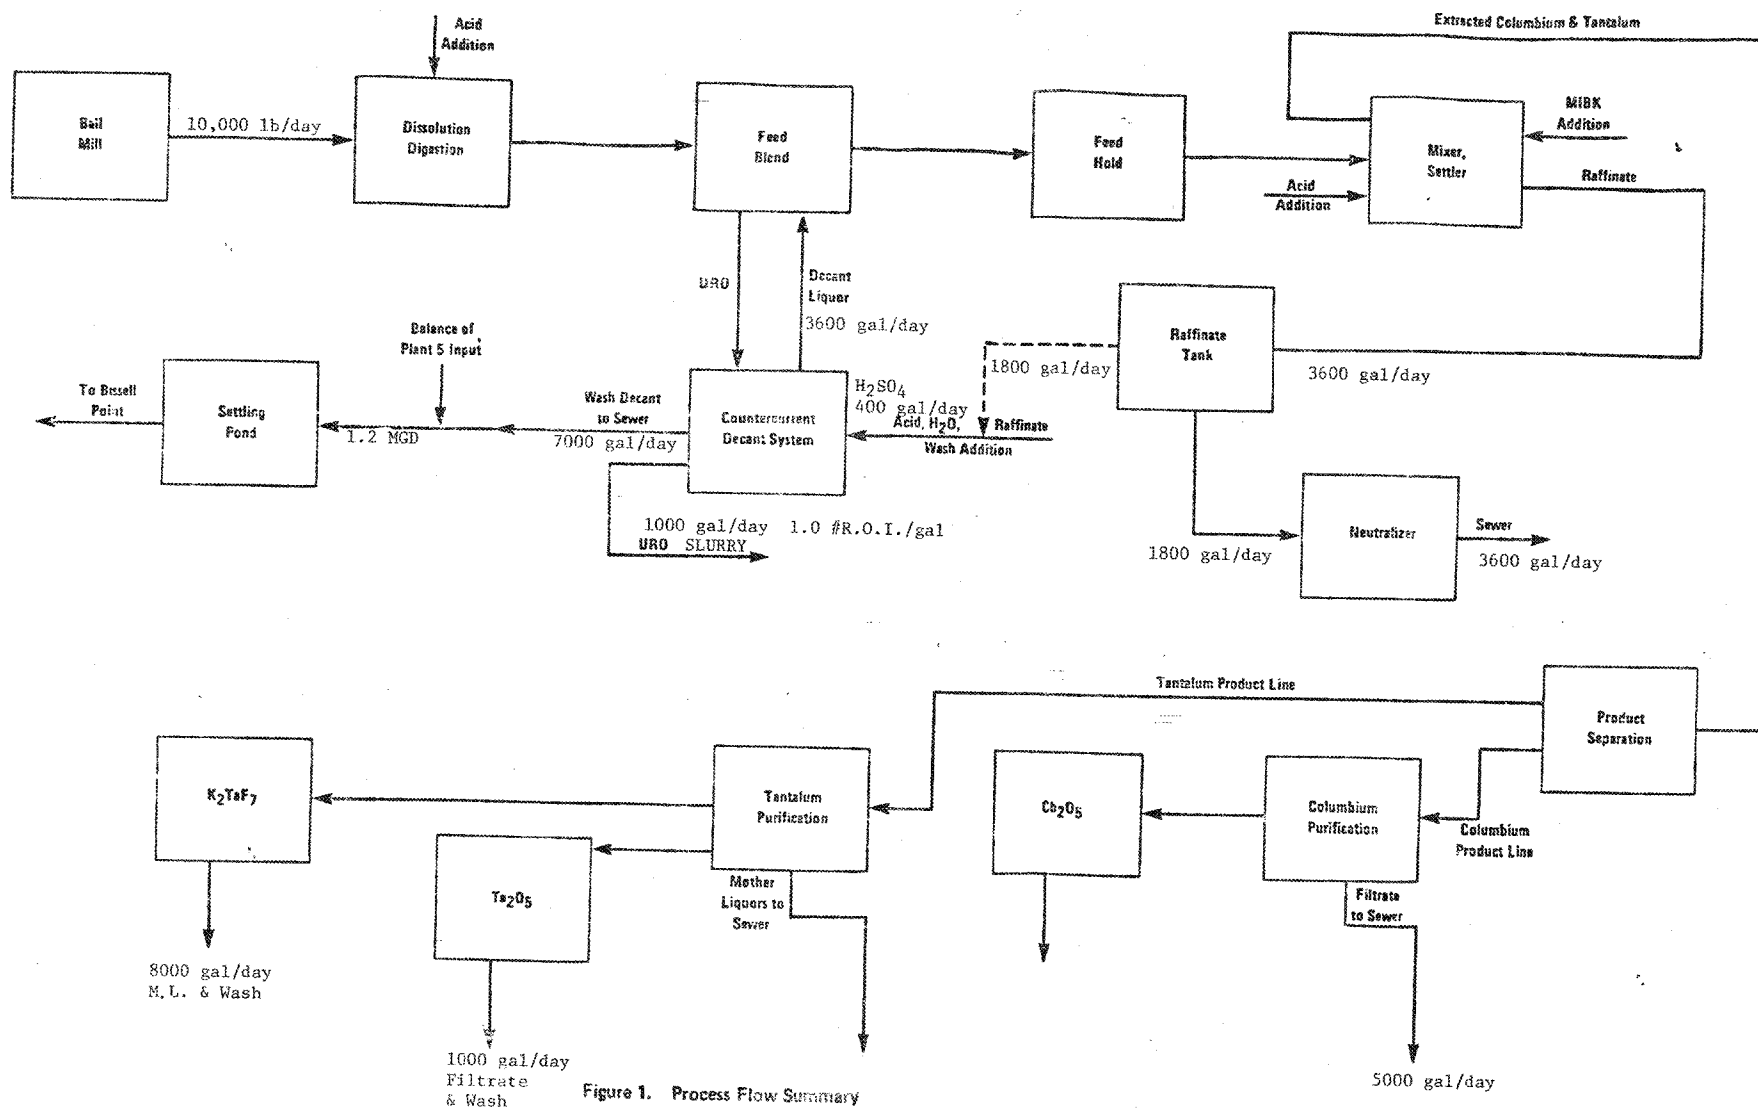 Extracted Columbium & Tantalum
Acid
Addition
Ball
Mill
10,000 lb/day
Dissolution
Digestion
Feed
Blend
Feed
Hold
Mixer,
Settler
MIBK
Addition
Acid
Addition
Raffinate
URO
Decant
Liquor
3600 gal/day
Raffinate
Tank
1800 gal/day
3600 gal/day
Balance of
Plant 5 Input
To Bissell
Point
Settling
Pond
1.2 MGD
Wash Decant
to Sewer
7000 gal/day
Countercurrent
Decant System
H₂SO₄
400 gal/day
Acid, H₂O, Raffinate
Wash Addition
1000 gal/day 1.0 #R.O.I./gal
URO SLURRY
1800 gal/day
Neutralizer
Sewer
3600 gal/day
Tantalum Product Line
Product
Separation
K₂TaF₇
Tantalum
Purification
Cb₂O₅
Columbium
Purification
Columbium
Product Line
Ta₂O₅
Mother
Liquors to
Sewer
Filtrate
to Sewer
8000 gal/day
M.L. & Wash
1000 gal/day
Filtrate
& Wash
5000 gal/day
Figure 1. Process Flow Summary